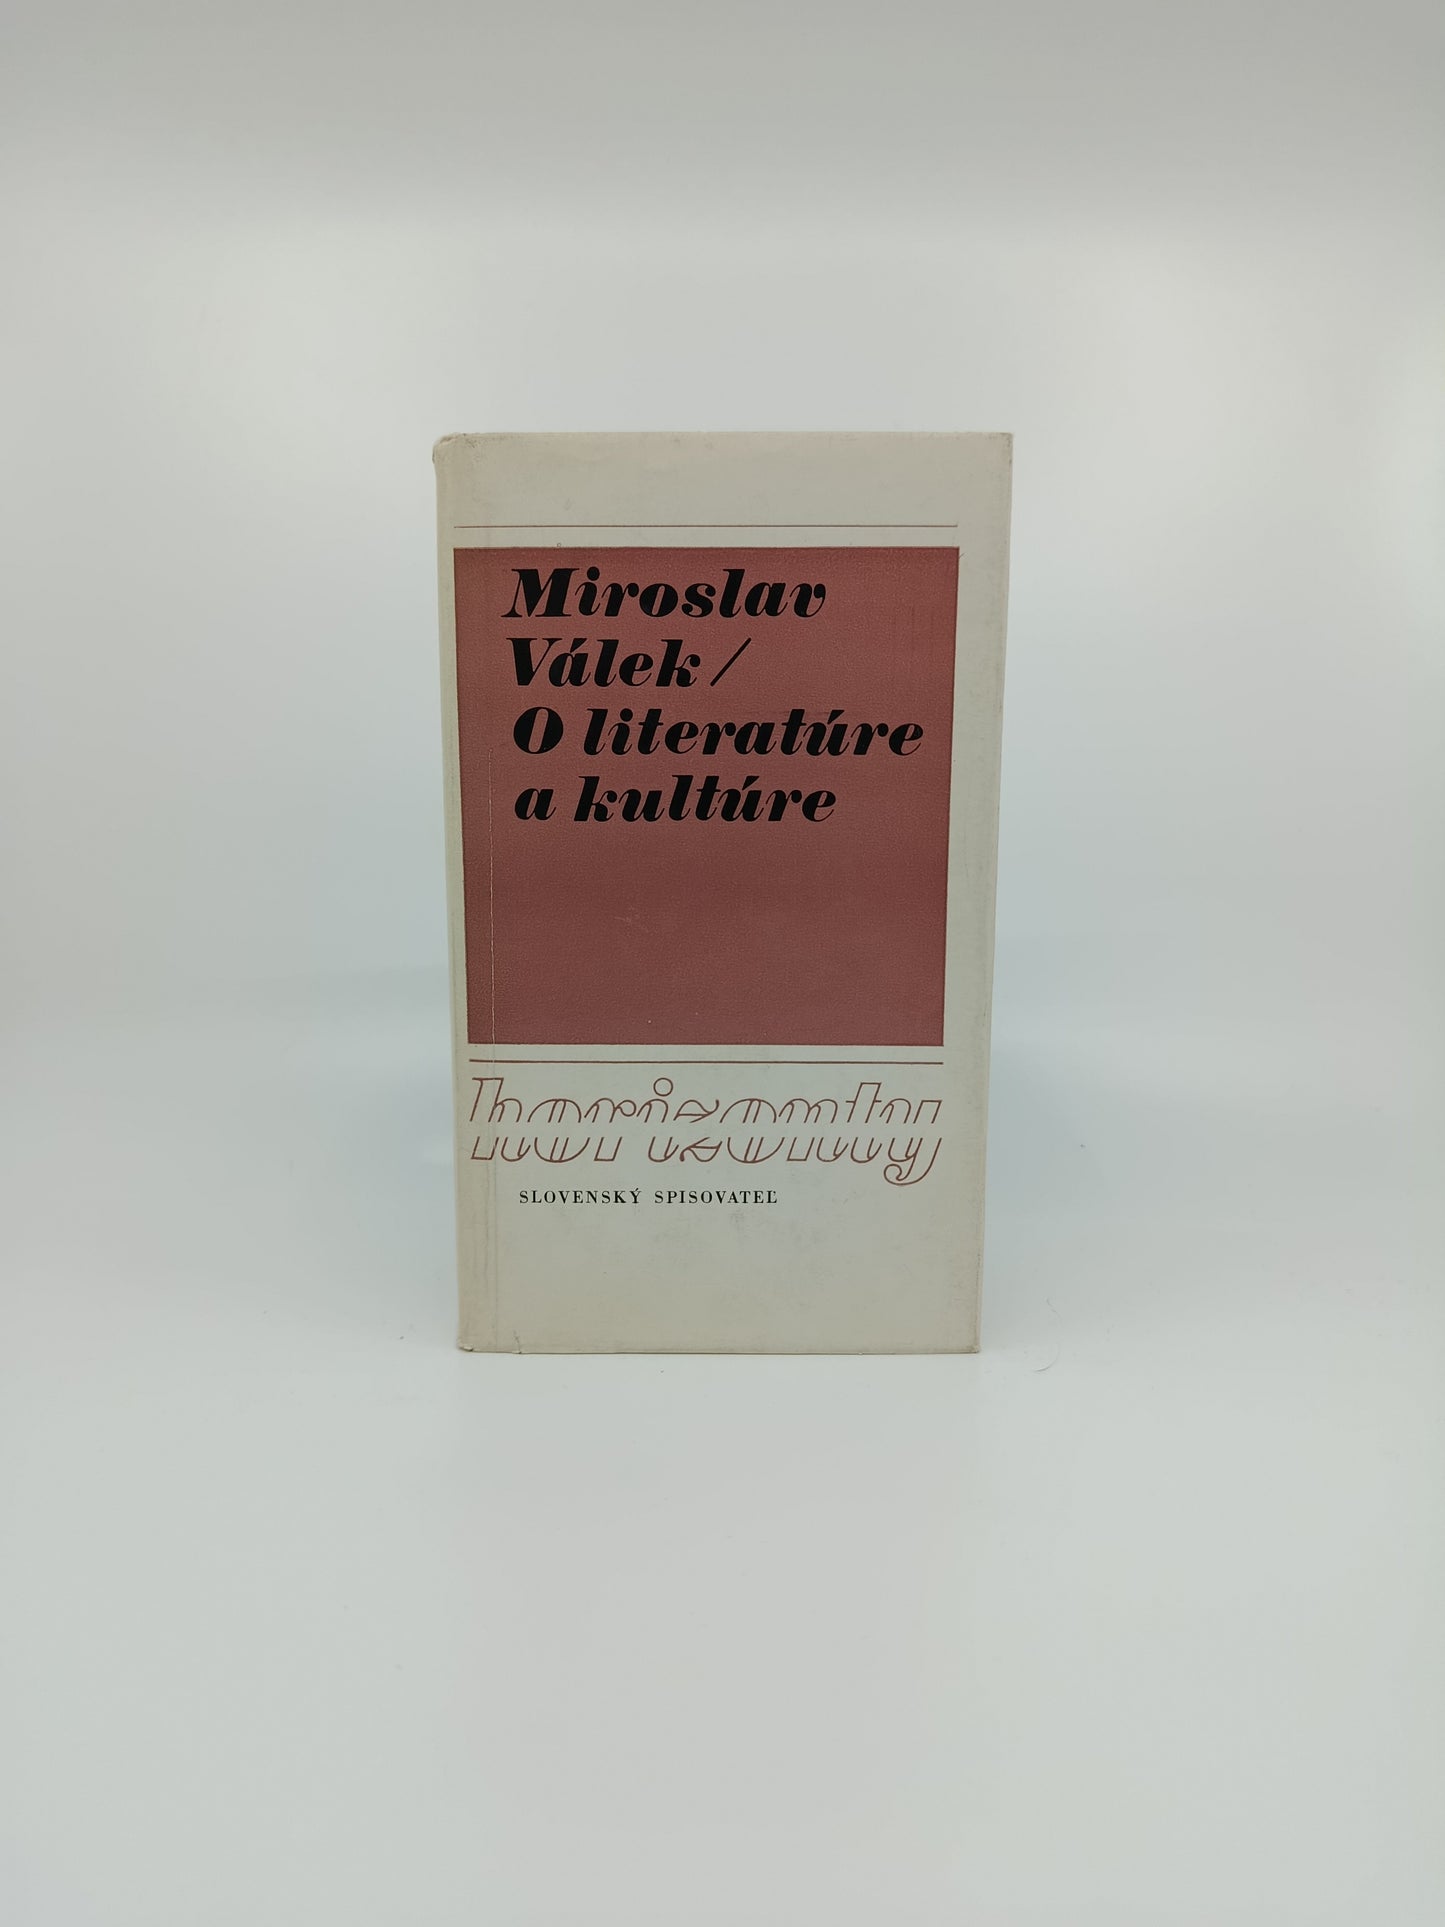 Miroslav
Válek/
O literatúre
a kultúre
horizonty
SLOVENSKÝ SPISOVATEĽ